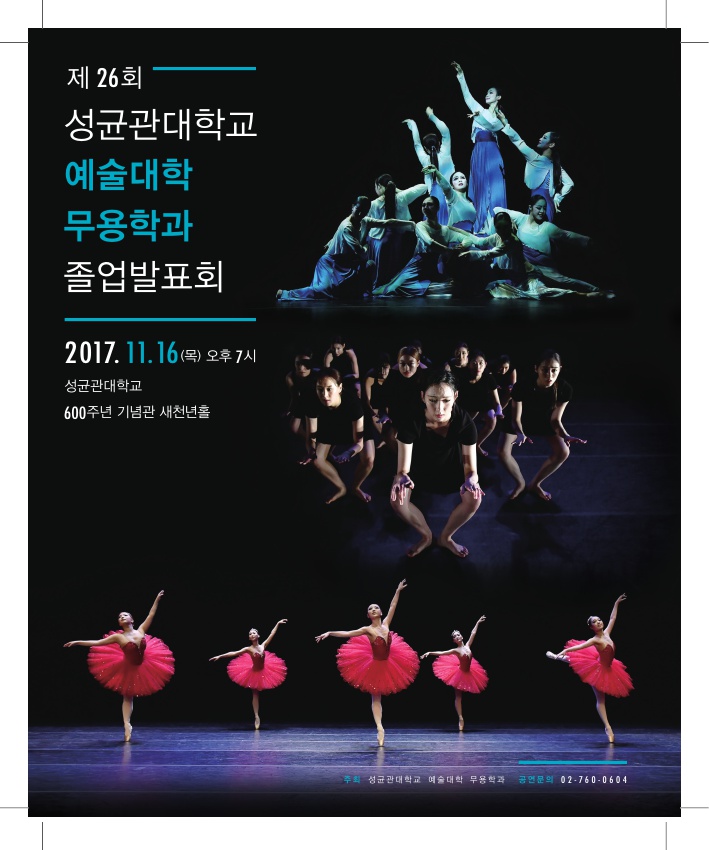 제 26회
성균관대학교
예술대학
무용학과
졸업발표회
2017. 11. 16(목) 오후 7시
성균관대학교
600주년 기념관 새천년홀
주최 성균관대학교 예술대학 무용학과 공연문의 02-760-0604